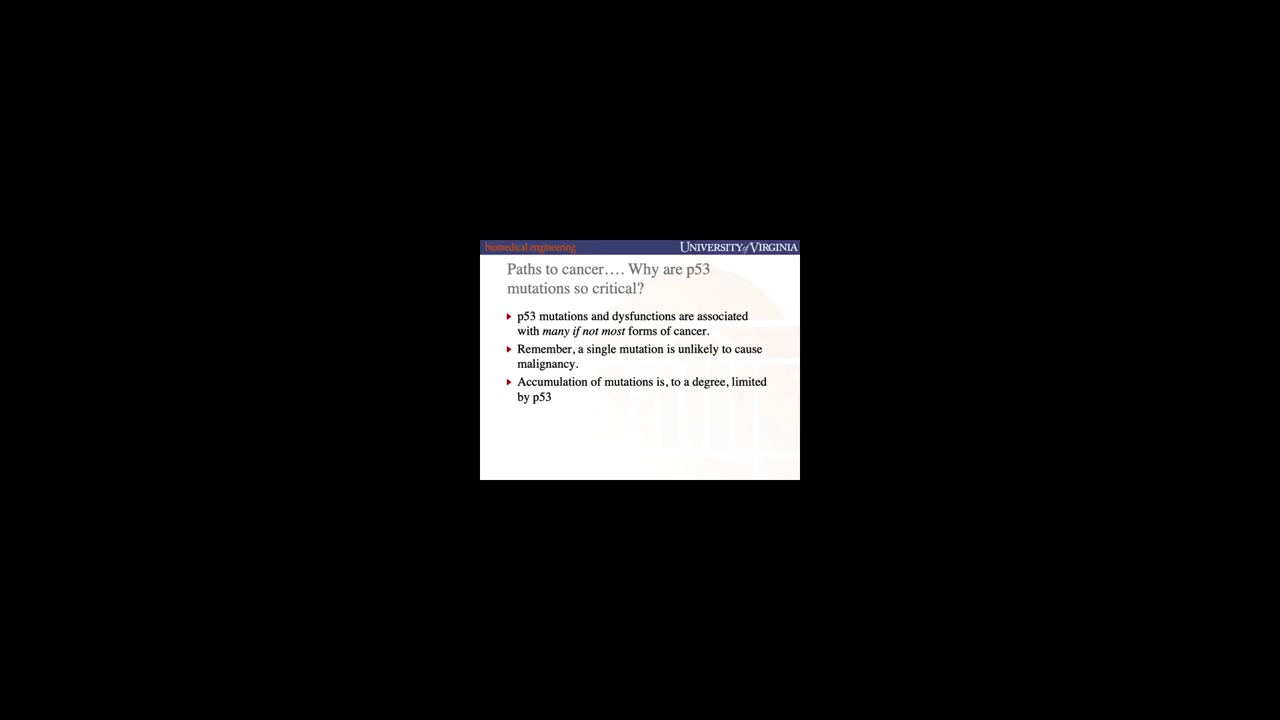 biomedical engineering
UNIVERSITY of VIRGINIA
Paths to cancer…. Why are p53
mutations so critical?
p53 mutations and dysfunctions are associated
with many if not most forms of cancer.
Remember, a single mutation is unlikely to cause
malignancy.
Accumulation of mutations is, to a degree, limited
by p53